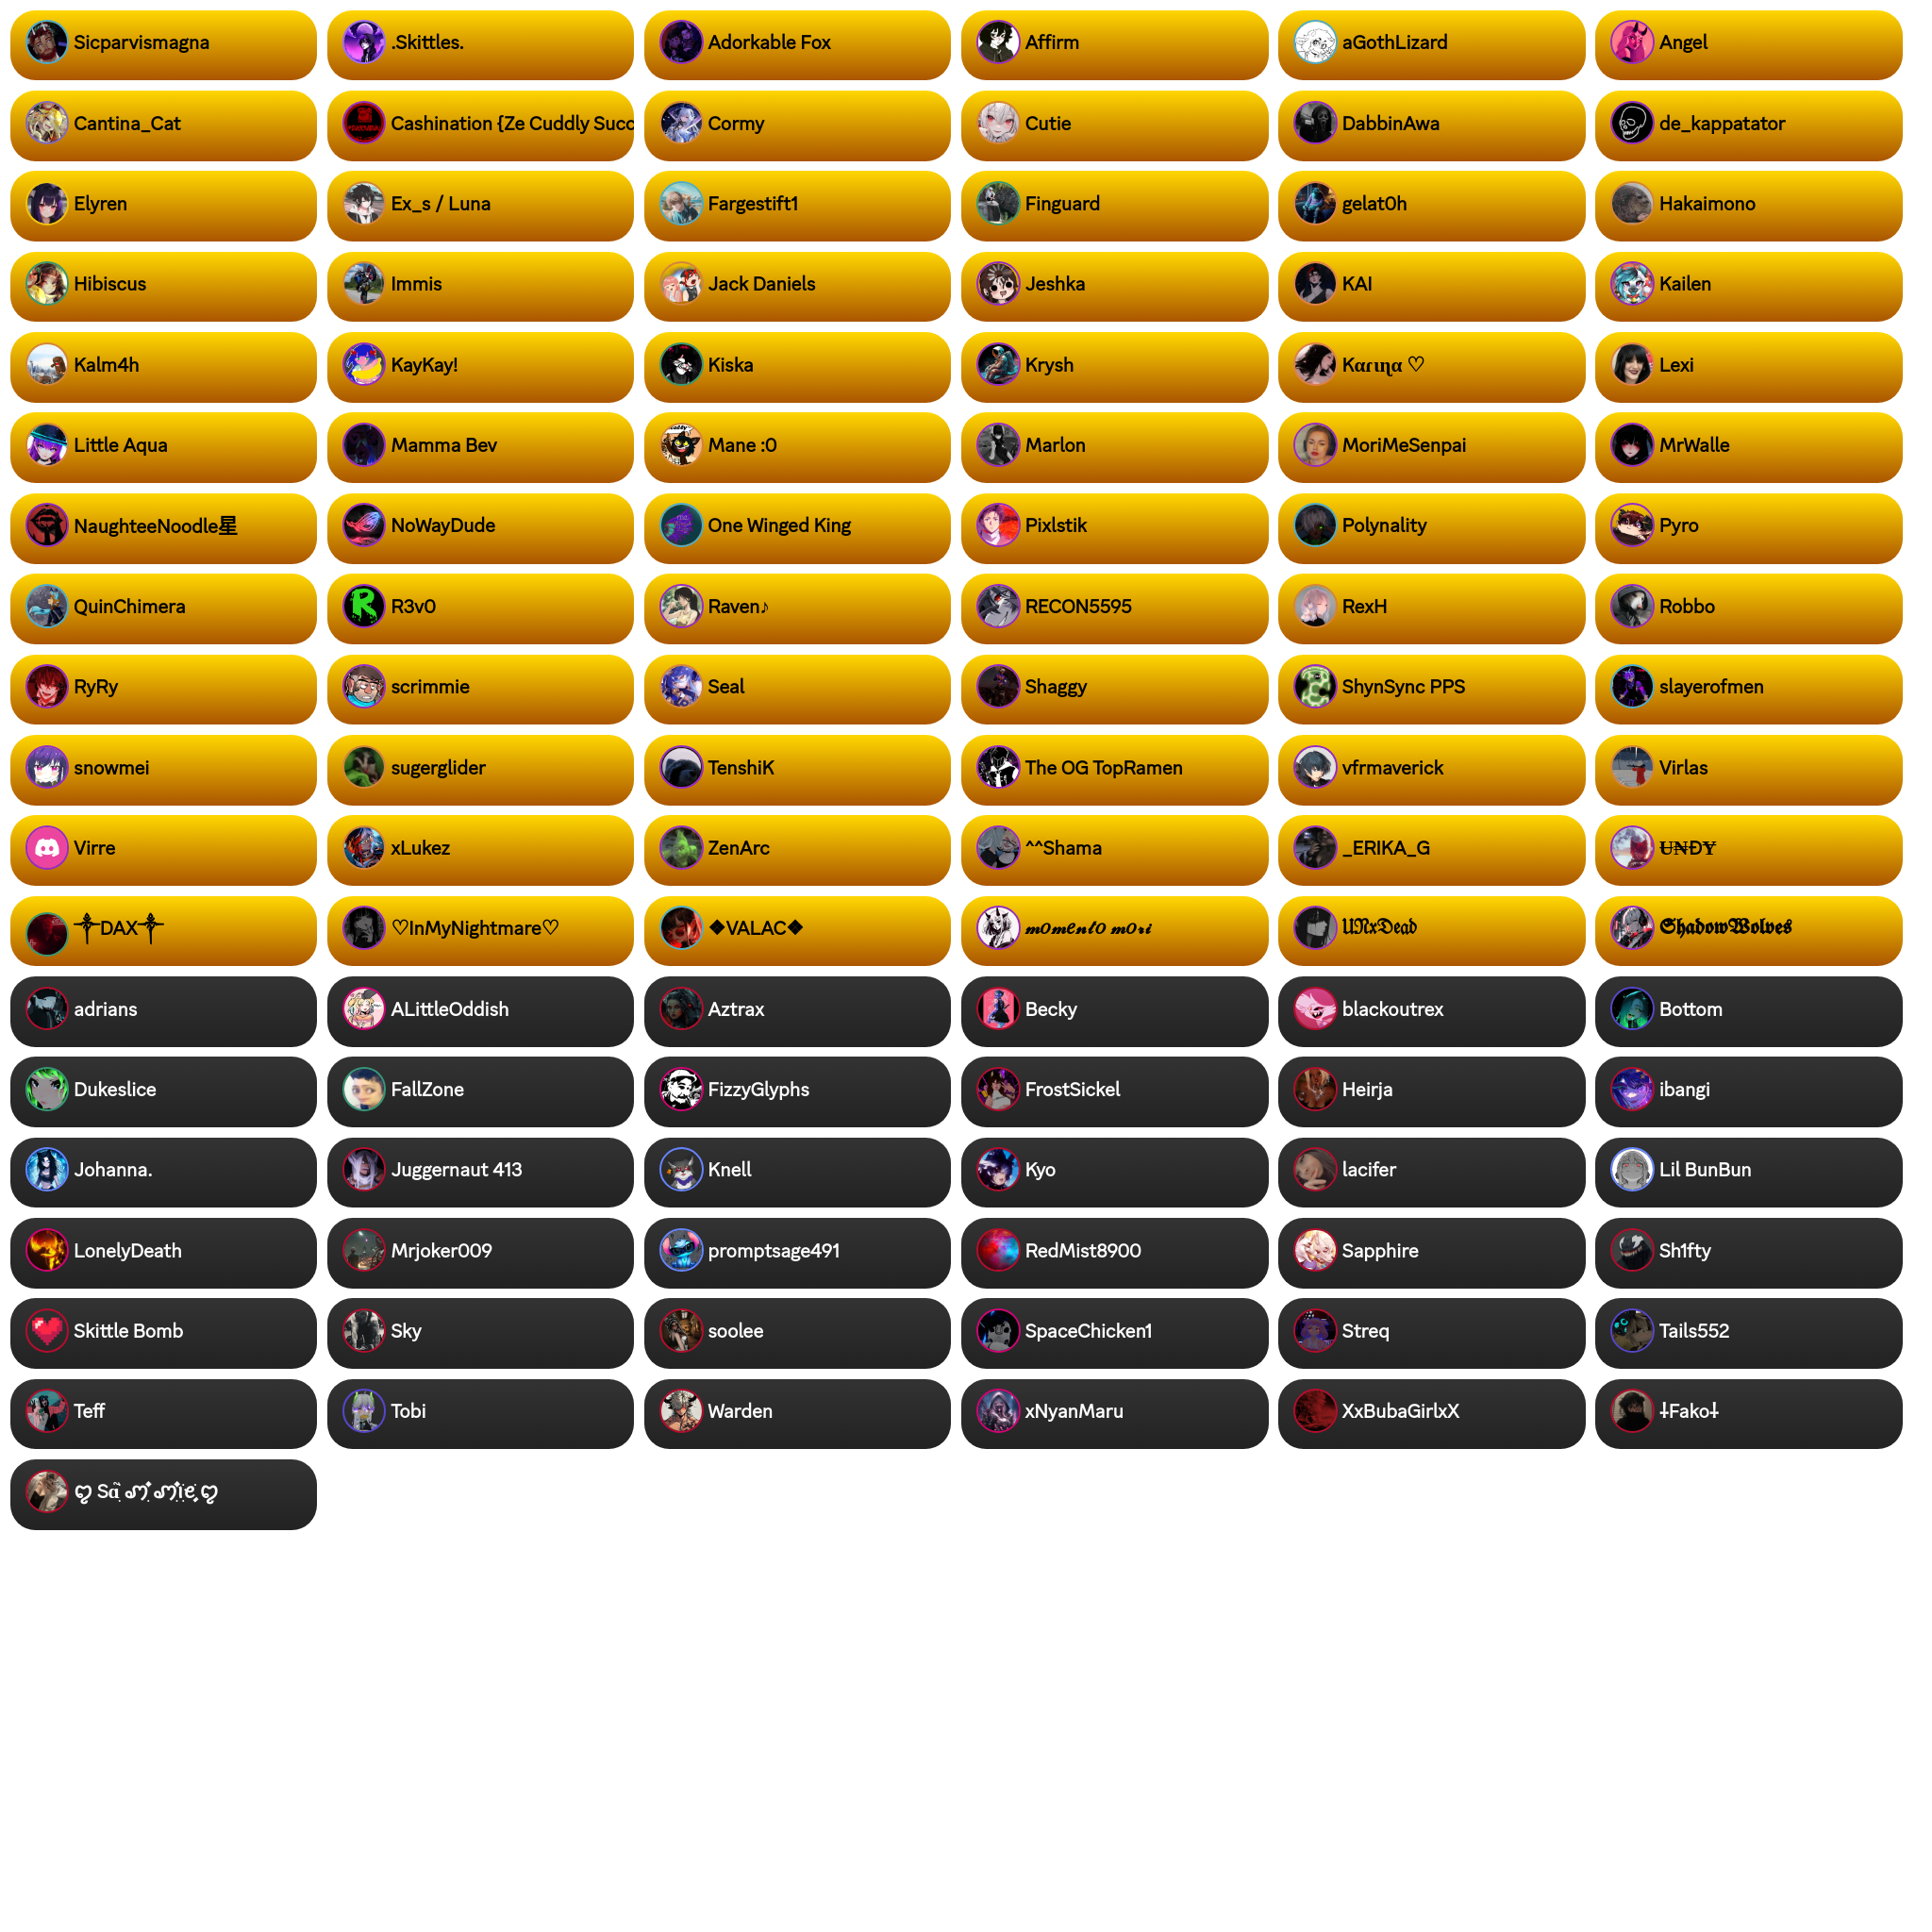 Sicparvismagna
.Skittles.
Adorkable Fox
Affirm
aGothLizard
Angel
Cantina_Cat
Cashination {Ze Cuddly Succ
Cormy
Cutie
DabbinAwa
de_kappatator
Elyren
Ex_s / Luna
Fargestift1
Finguard
gelat0h
Hakaimono
Hibiscus
Immis
Jack Daniels
Jeshka
KAI
Kailen
Kalm4h
KayKay!
Kiska
Krysh
Kαɾιɳα ♡
Lexi
Little Aqua
Mamma Bev
Mane :0
Marlon
MoriMeSenpai
MrWalle
NaughteeNoodle星
NoWayDude
One Winged King
Pixlstik
Polynality
Pyro
QuinChimera
R3v0
Raven♪
RECON5595
RexH
Robbo
RyRy
scrimmie
Seal
Shaggy
ShynSync PPS
slayerofmen
snowmei
sugerglider
TenshiK
The OG TopRamen
vfrmaverick
Virlas
Virre
xLukez
ZenArc
^^Shama
_ERIKA_G
Ʉ₦ĐɎ
༒DAX༒
♡InMyNightmare♡
❖VALAC❖
𝓶𝓸𝓶𝓮𝓷𝓽𝓸 𝓶𝓸𝓻𝓲
𝔘𝔑𝔵𝔇𝔢𝔞𝔡
𝕾𝖍𝖆𝖉𝖔𝖜𝖂𝖔𝖑𝖛𝖊𝖘
adrians
ALittleOddish
Aztrax
Becky
blackoutrex
Bottom
Dukeslice
FallZone
FizzyGlyphs
FrostSickel
Heirja
ibangi
Johanna.
Juggernaut 413
Knell
Kyo
lacifer
Lil BunBun
LonelyDeath
Mrjoker009
promptsage491
RedMist8900
Sapphire
Sh1fty
Skittle Bomb
Sky
soolee
SpaceChicken1
Streq
Tails552
Teff
Tobi
Warden
xNyanMaru
XxBubaGirlxX
⸸Fako⸸